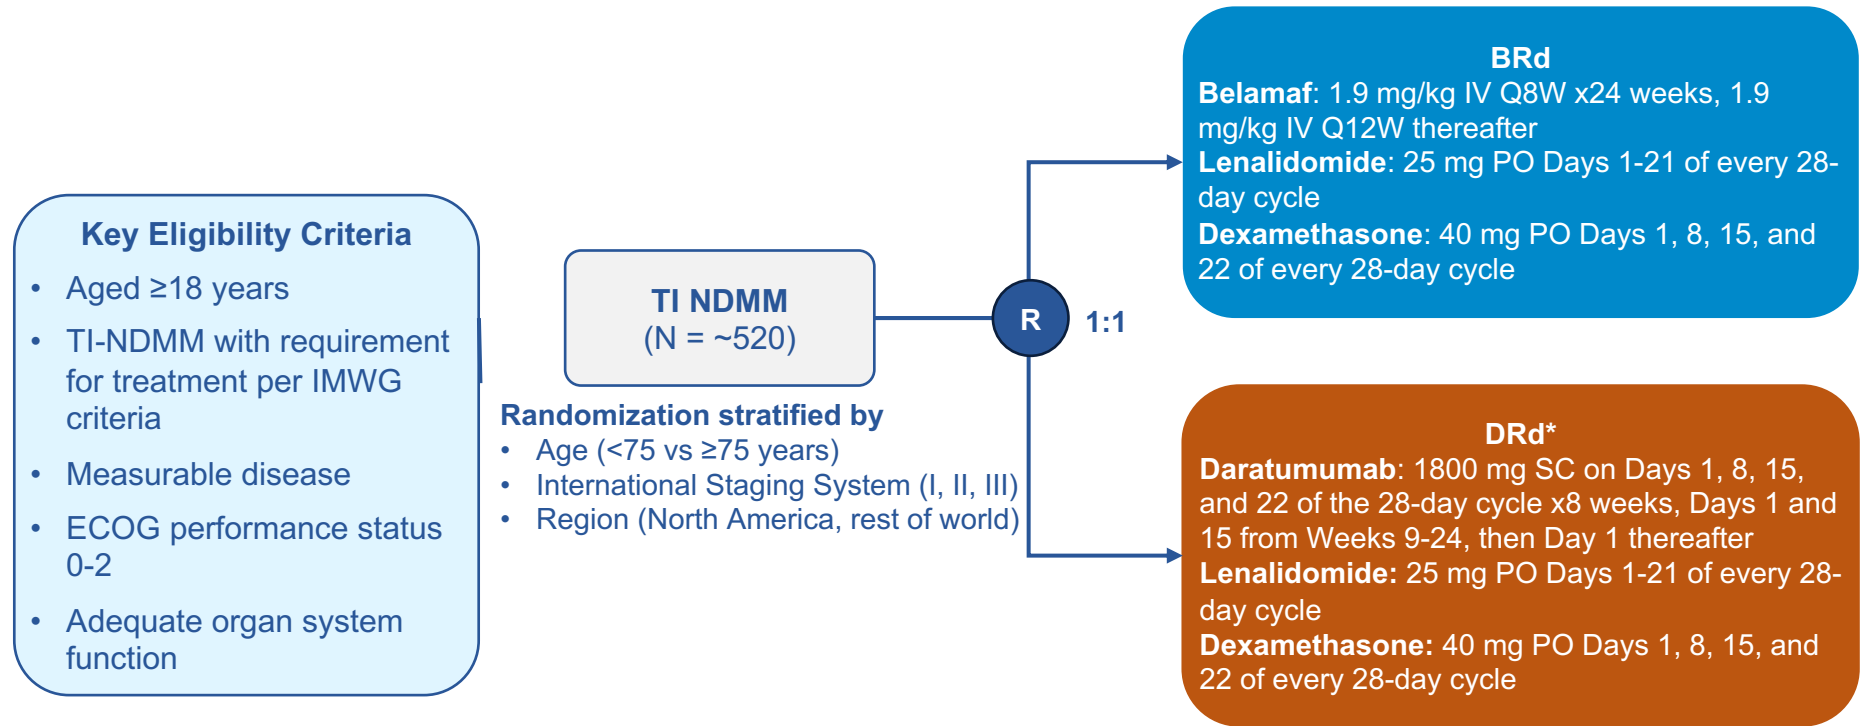 Key Eligibility Criteria
• Aged ≥18 years
• TI-NDMM with requirement
for treatment per IMWG
criteria
• Measurable disease
• ECOG performance status
0-2
• Adequate organ system
function
TI NDMM
(N = ~520)
Randomization stratified by
• Age (<75 vs ≥75 years)
• International Staging System (I, II, III)
• Region (North America, rest of world)
R
1:1
BRd
Belamaf: 1.9 mg/kg IV Q8W x24 weeks, 1.9
mg/kg IV Q12W thereafter
Lenalidomide: 25 mg PO Days 1-21 of every 28-
day cycle
Dexamethasone: 40 mg PO Days 1, 8, 15, and
22 of every 28-day cycle
DRd*
Daratumumab: 1800 mg SC on Days 1, 8, 15,
and 22 of the 28-day cycle x8 weeks, Days 1 and
15 from Weeks 9-24, then Day 1 thereafter
Lenalidomide: 25 mg PO Days 1-21 of every 28-
day cycle
Dexamethasone: 40 mg PO Days 1, 8, 15, and
22 of every 28-day cycle